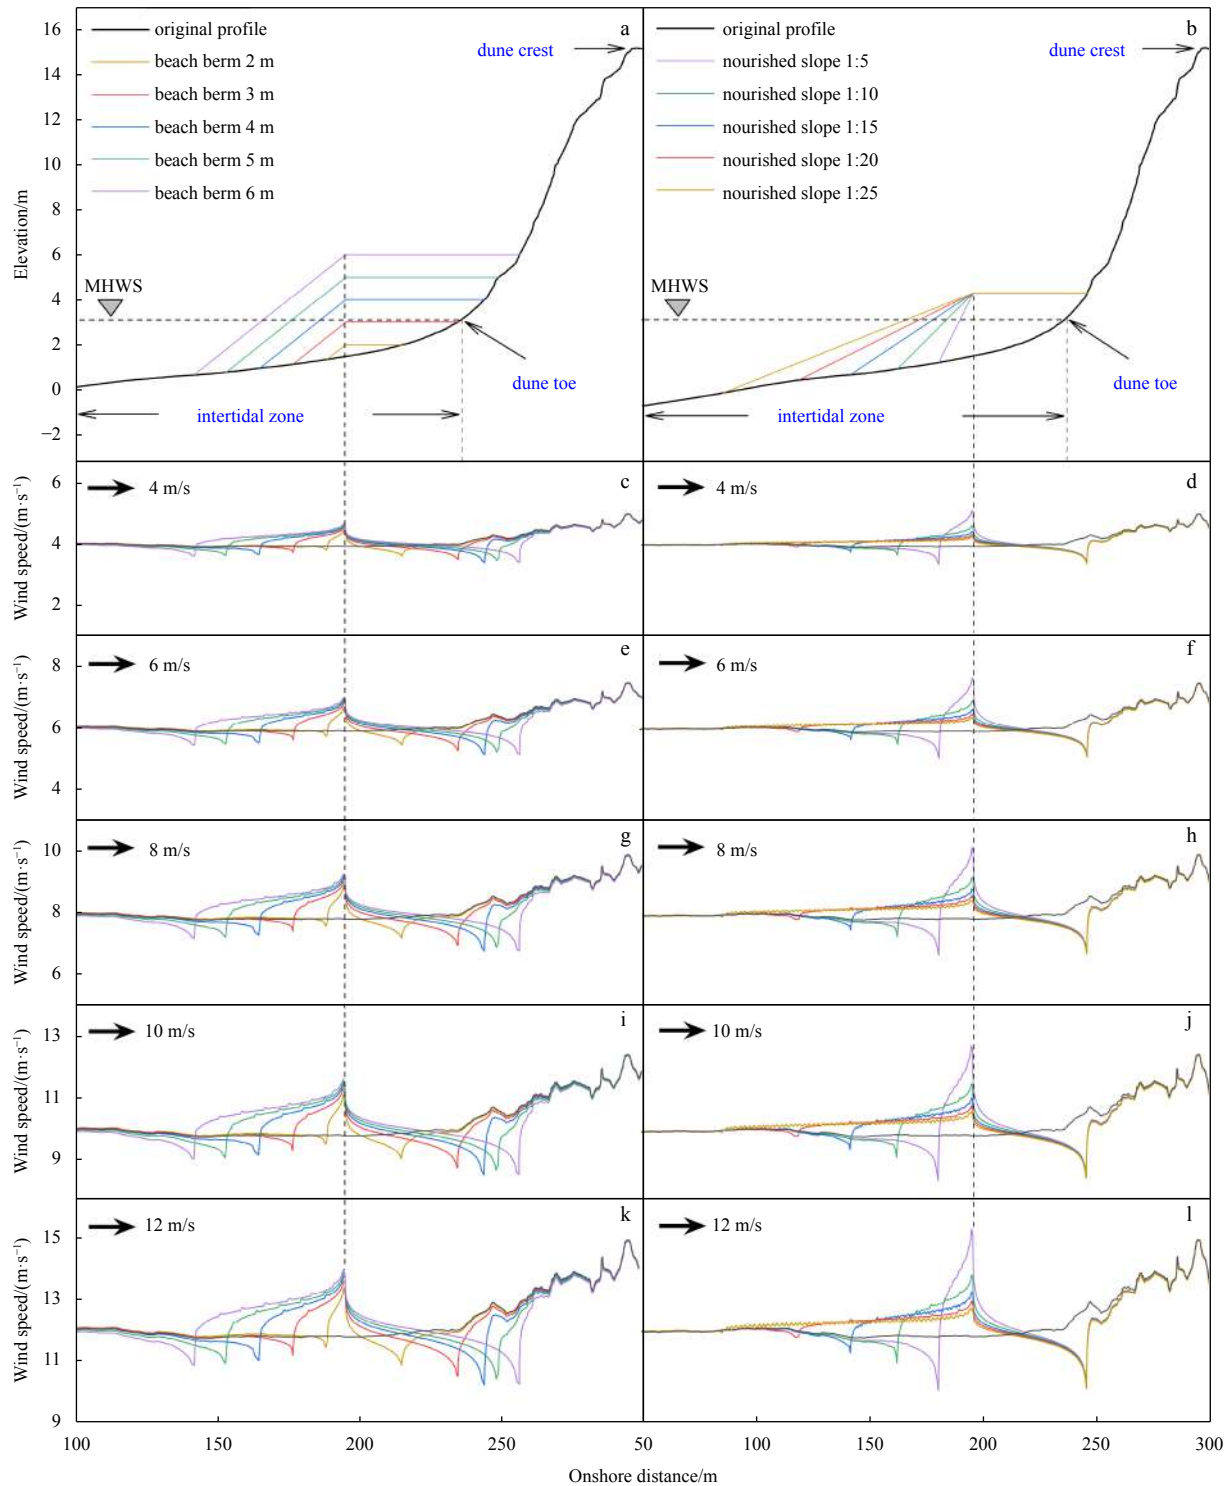 16
14
12
10
8
6
4
2
0
−2
Elevation/m
original profile
beach berm 2 m
beach berm 3 m
beach berm 4 m
beach berm 5 m
beach berm 6 m
a
dune crest
MHWS
dune toe
intertidal zone
original profile
nourished slope 1:5
nourished slope 1:10
nourished slope 1:15
nourished slope 1:20
nourished slope 1:25
b
dune crest
MHWS
dune toe
intertidal zone
6
4
2
Wind speed/(m·s⁻¹)
4 m/s
c
4 m/s
d
8
6
4
Wind speed/(m·s⁻¹)
6 m/s
e
6 m/s
f
10
8
6
Wind speed/(m·s⁻¹)
8 m/s
g
8 m/s
h
13
11
9
Wind speed/(m·s⁻¹)
10 m/s
i
10 m/s
j
15
13
11
9
Wind speed/(m·s⁻¹)
12 m/s
k
12 m/s
l
100 150 200 250 50 100 150 200 250 300
Onshore distance/m